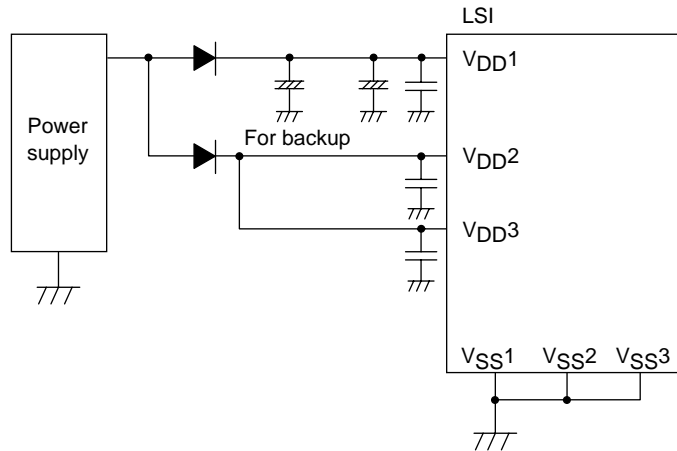 LSI
VDD1
Power
supply
For backup
VDD2
VDD3
VSS1 VSS2 VSS3